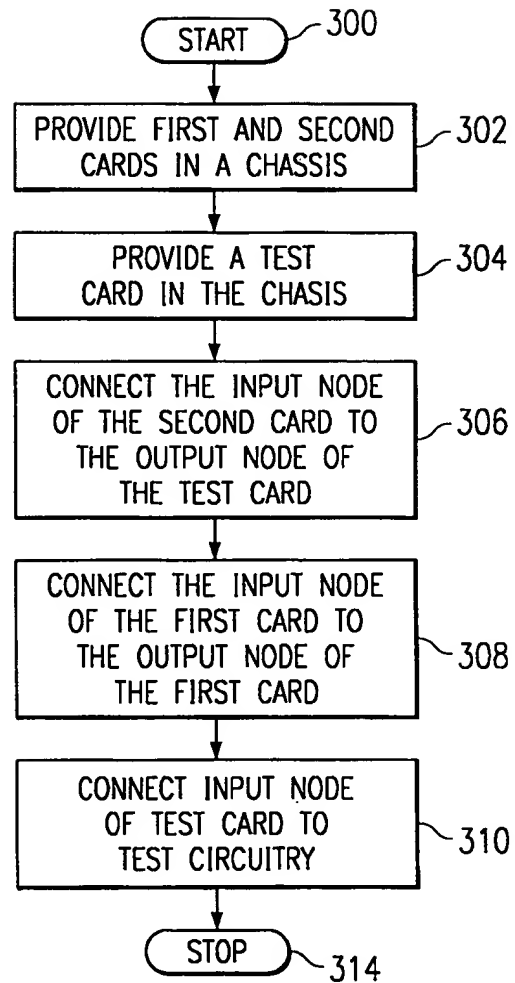 START
300
PROVIDE FIRST AND SECOND
CARDS IN A CHASSIS
302
PROVIDE A TEST
CARD IN THE CHASIS
304
CONNECT THE INPUT NODE
OF THE SECOND CARD TO
THE OUTPUT NODE OF
THE TEST CARD
306
CONNECT THE INPUT NODE
OF THE FIRST CARD TO
THE OUTPUT NODE OF
THE FIRST CARD
308
CONNECT INPUT NODE
OF TEST CARD TO
TEST CIRCUITRY
310
STOP
314